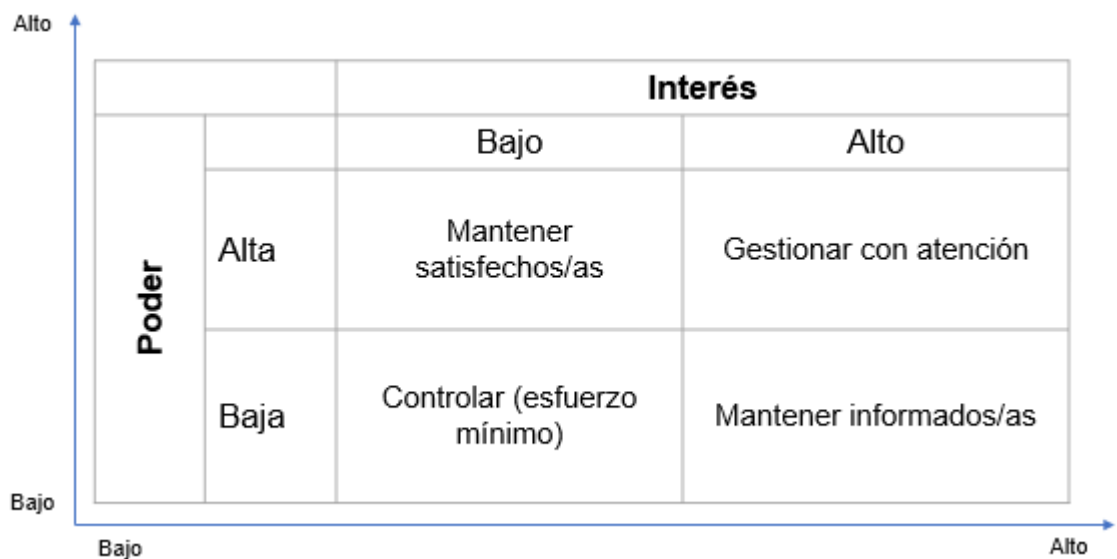 Alto
Interés
Bajo
Alto
Poder
Alta
Mantener
satisfechos/as
Gestionar con atención
Baja
Controlar (esfuerzo
mínimo)
Mantener informados/as
Bajo
Bajo
Alto